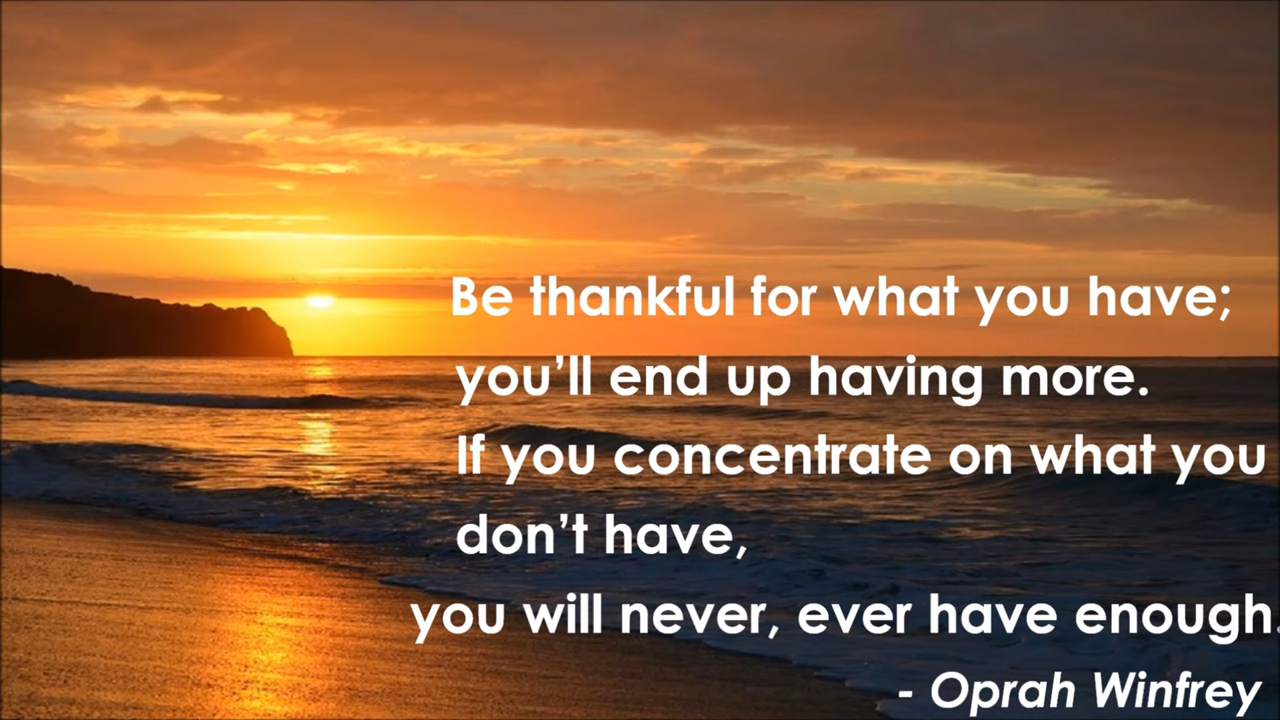 Be thankful for what you have;
you’ll end up having more.
If you concentrate on what you
don’t have,
you will never, ever have enough.
- Oprah Winfrey